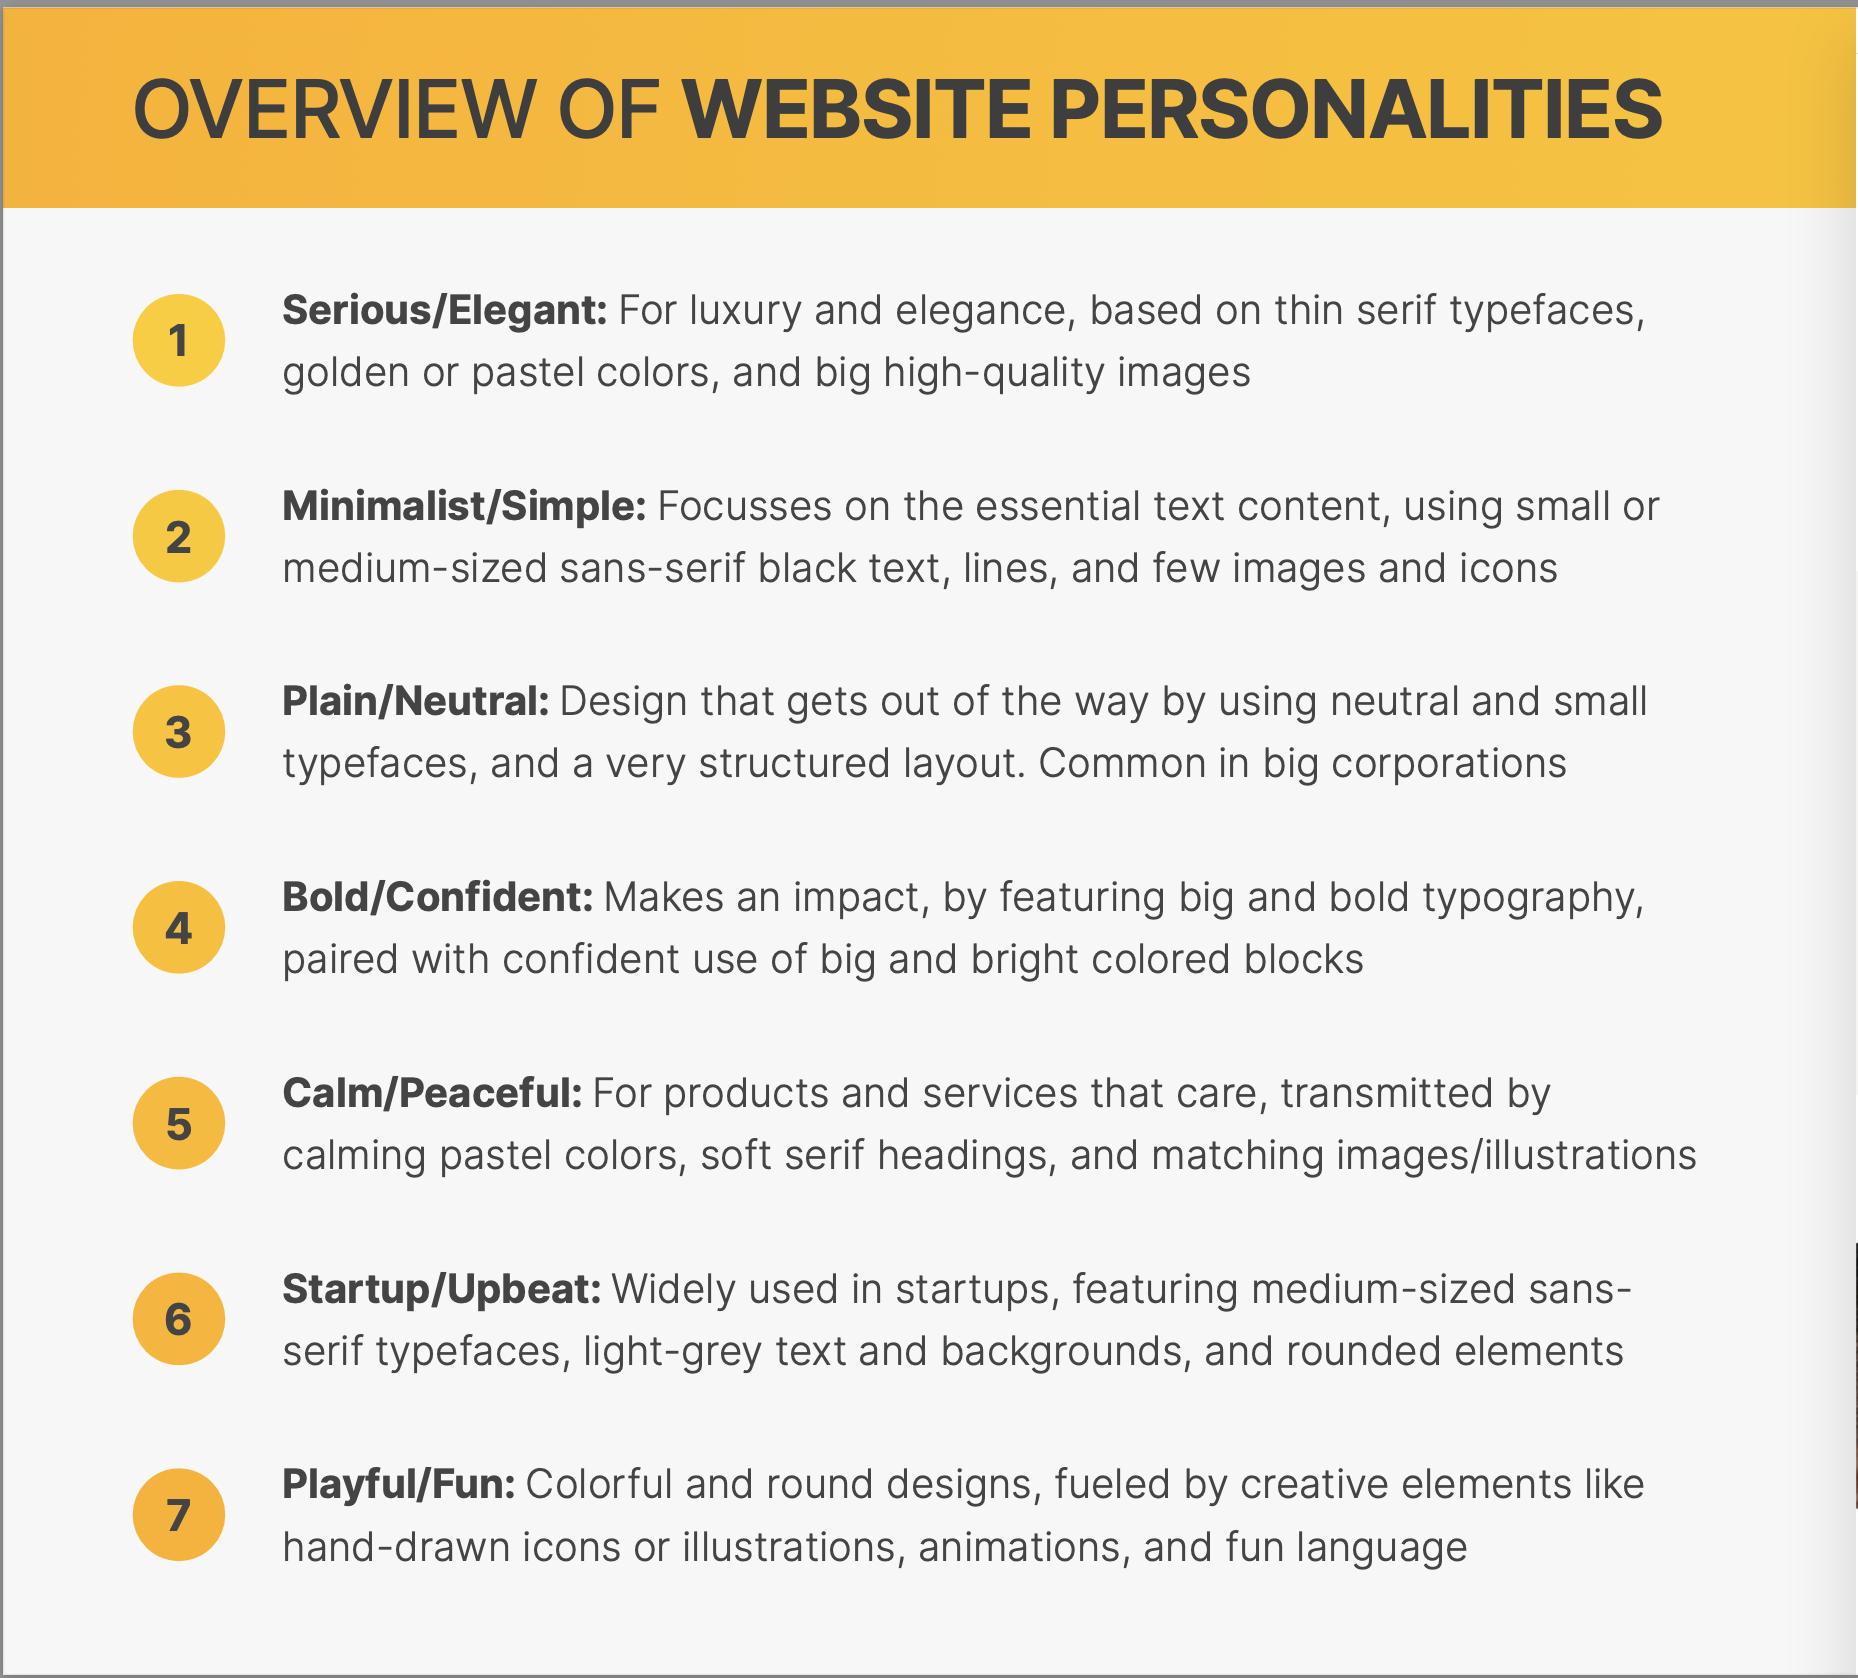 OVERVIEW OF WEBSITE PERSONALITIES
1
Serious/Elegant: For luxury and elegance, based on thin serif typefaces,
golden or pastel colors, and big high-quality images
2
Minimalist/Simple: Focusses on the essential text content, using small or
medium-sized sans-serif black text, lines, and few images and icons
3
Plain/Neutral: Design that gets out of the way by using neutral and small
typefaces, and a very structured layout. Common in big corporations
4
Bold/Confident: Makes an impact, by featuring big and bold typography,
paired with confident use of big and bright colored blocks
5
Calm/Peaceful: For products and services that care, transmitted by
calming pastel colors, soft serif headings, and matching images/illustrations
6
Startup/Upbeat: Widely used in startups, featuring medium-sized sans-
serif typefaces, light-grey text and backgrounds, and rounded elements
7
Playful/Fun: Colorful and round designs, fueled by creative elements like
hand-drawn icons or illustrations, animations, and fun language